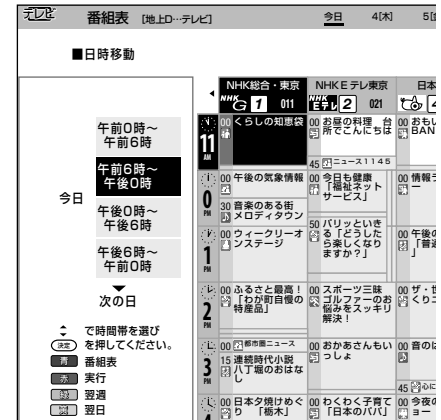 テレビ 番組表 [地上D…テレビ] 今日 4[木]
■日時移動
今日
午前0時～
午前6時
午前6時～
午後0時
午後0時～
午後6時
午後6時～
午前0時
次の日
で時間帯を選び
決定 を押してください。
青 番組表
赤 実行
緑 翌週
黄 翌日
NHK総合・東京 NHKEテレ東京 日本
NHK G 1 011 NHK Eテレ 2 021 4
11 AM
00 くらしの知恵袋
00 お昼の料理 台
所でこんにちは
00 おもい
BAN
45 ニュース1145
0 PM
00 午後の気象情報
30 音楽のある街
メロディタウン
00 今日も健康
「福祉ネット
サービス」
50 バリッといき
る「どうした
ら楽しくなり
ますか?」
00 情報ラ
ー
1 PM
00 ウィークリーオ
ンステージ
00 午後の
「普通
」
2 PM
00 ふるさと最高!
「わが町自慢の
特産品」
00 スポーツ三昧
ゴルファーのお
悩みをスッキリ
解決!
00 ザ・世
くりニ
3 PM
00 都市圏ニュース
15 連続時代小説
八丁堀のおはな
し
00 おかあさんもい
っしょ
00 音のに
45 心に
4
00 日本夕焼けめぐ
り 「栃木」
00 わくわく子育て
「日本のパパ」
00 今夜の
ョー